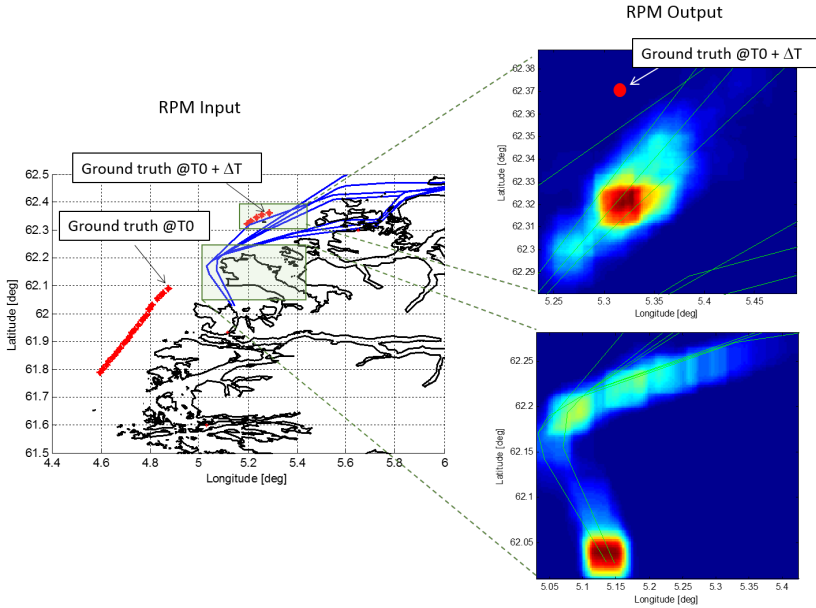 RPM Output
Ground truth @T0 + ΔT
RPM Input
Ground truth @T0 + ΔT
Ground truth @T0
62.5
62.4
62.3
62.2
62.1
62
61.9
61.8
61.7
61.6
61.5
Latitude [deg]
4.4 4.6 4.8 5 5.2 5.4 5.6 5.8 6
Longitude [deg]
62.38
62.37
62.36
62.35
62.34
62.33
62.32
62.31
62.3
62.29
Latitude [deg]
5.25 5.3 5.35 5.4 5.45
Longitude [deg]
62.25
62.2
62.15
62.1
62.05
Latitude [deg]
5.05 5.1 5.15 5.2 5.25 5.3 5.35 5.4
Longitude [deg]